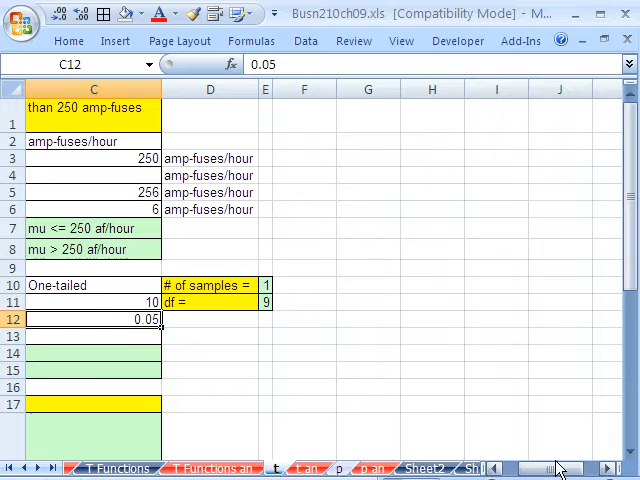 Busn210ch09.xls [Compatibility Mode] - M...
Home Insert Page Layout Formulas Data Review View Developer Add-Ins
C12 fx 0.05
C D E F G H I J
1 than 250 amp-fuses
2 amp-fuses/hour
3 250 amp-fuses/hour
4 amp-fuses/hour
5 256 amp-fuses/hour
6 6 amp-fuses/hour
7 mu <= 250 af/hour
8 mu > 250 af/hour
9
10 One-tailed # of samples = 1
11 10 df = 9
12 0.05
13
14
15
16
17
T Functions T Functions an t t an p p an Sheet2 Sh